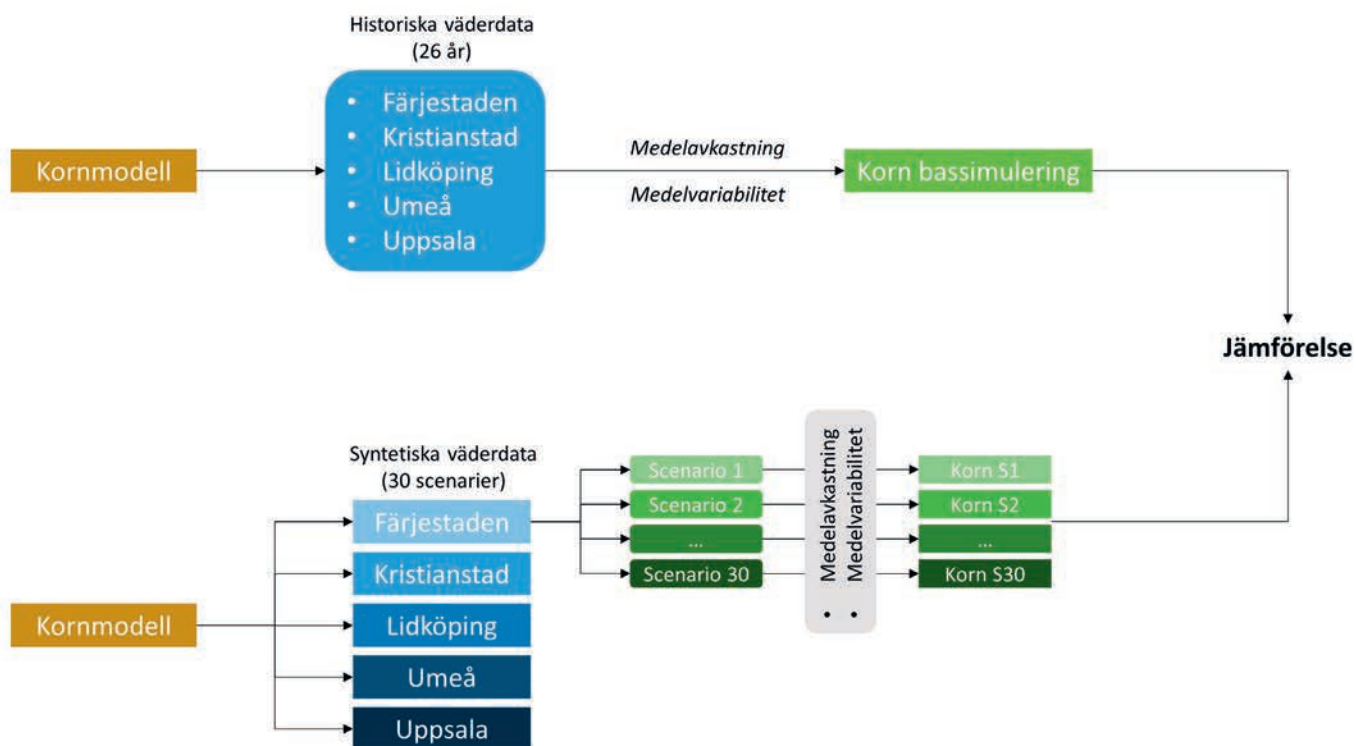 Historiska väderdata
(26 år)
• Färjestaden
• Kristianstad
• Lidköping
• Umeå
• Uppsala
Kornmodell
Medelavkastning
Medelvariabilitet
Korn bassimulering
Jämförelse
Syntetiska väderdata
(30 scenarier)
Kornmodell
Färjestaden
Kristianstad
Lidköping
Umeå
Uppsala
Scenario 1
Scenario 2
...
Scenario 30
• Medelavkastning
• Medelvariabilitet
Korn S1
Korn S2
...
Korn S30